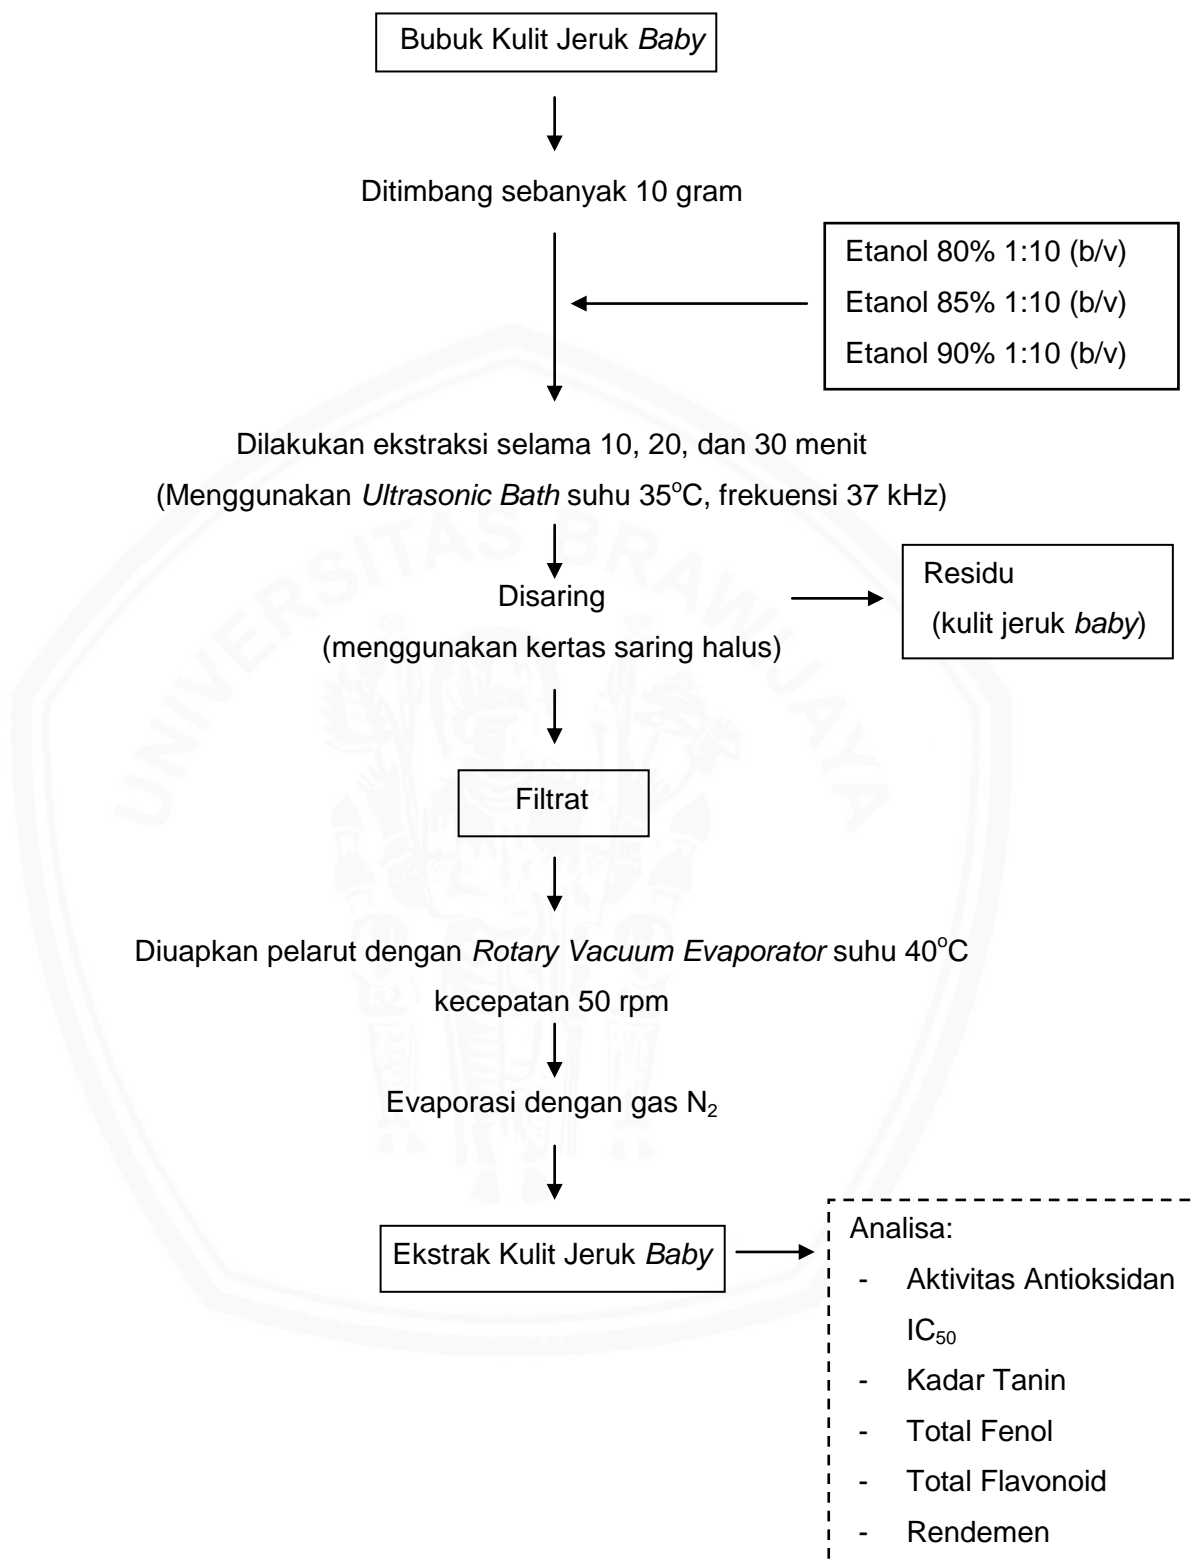 Bubuk Kulit Jeruk Baby
Ditimbang sebanyak 10 gram
Etanol 80% 1:10 (b/v)
Etanol 85% 1:10 (b/v)
Etanol 90% 1:10 (b/v)
Dilakukan ekstraksi selama 10, 20, dan 30 menit
(Menggunakan Ultrasonic Bath suhu 35°C, frekuensi 37 kHz)
UNIVERSITAS BRAWIJAYA
Disaring
(menggunakan kertas saring halus)
Residu
(kulit jeruk baby)
Filtrat
Diuapkan pelarut dengan Rotary Vacuum Evaporator suhu 40°C
kecepatan 50 rpm
Evaporasi dengan gas N₂
Ekstrak Kulit Jeruk Baby
Analisa:
- Aktivitas Antioksidan
IC₅₀
- Kadar Tanin
- Total Fenol
- Total Flavonoid
- Rendemen